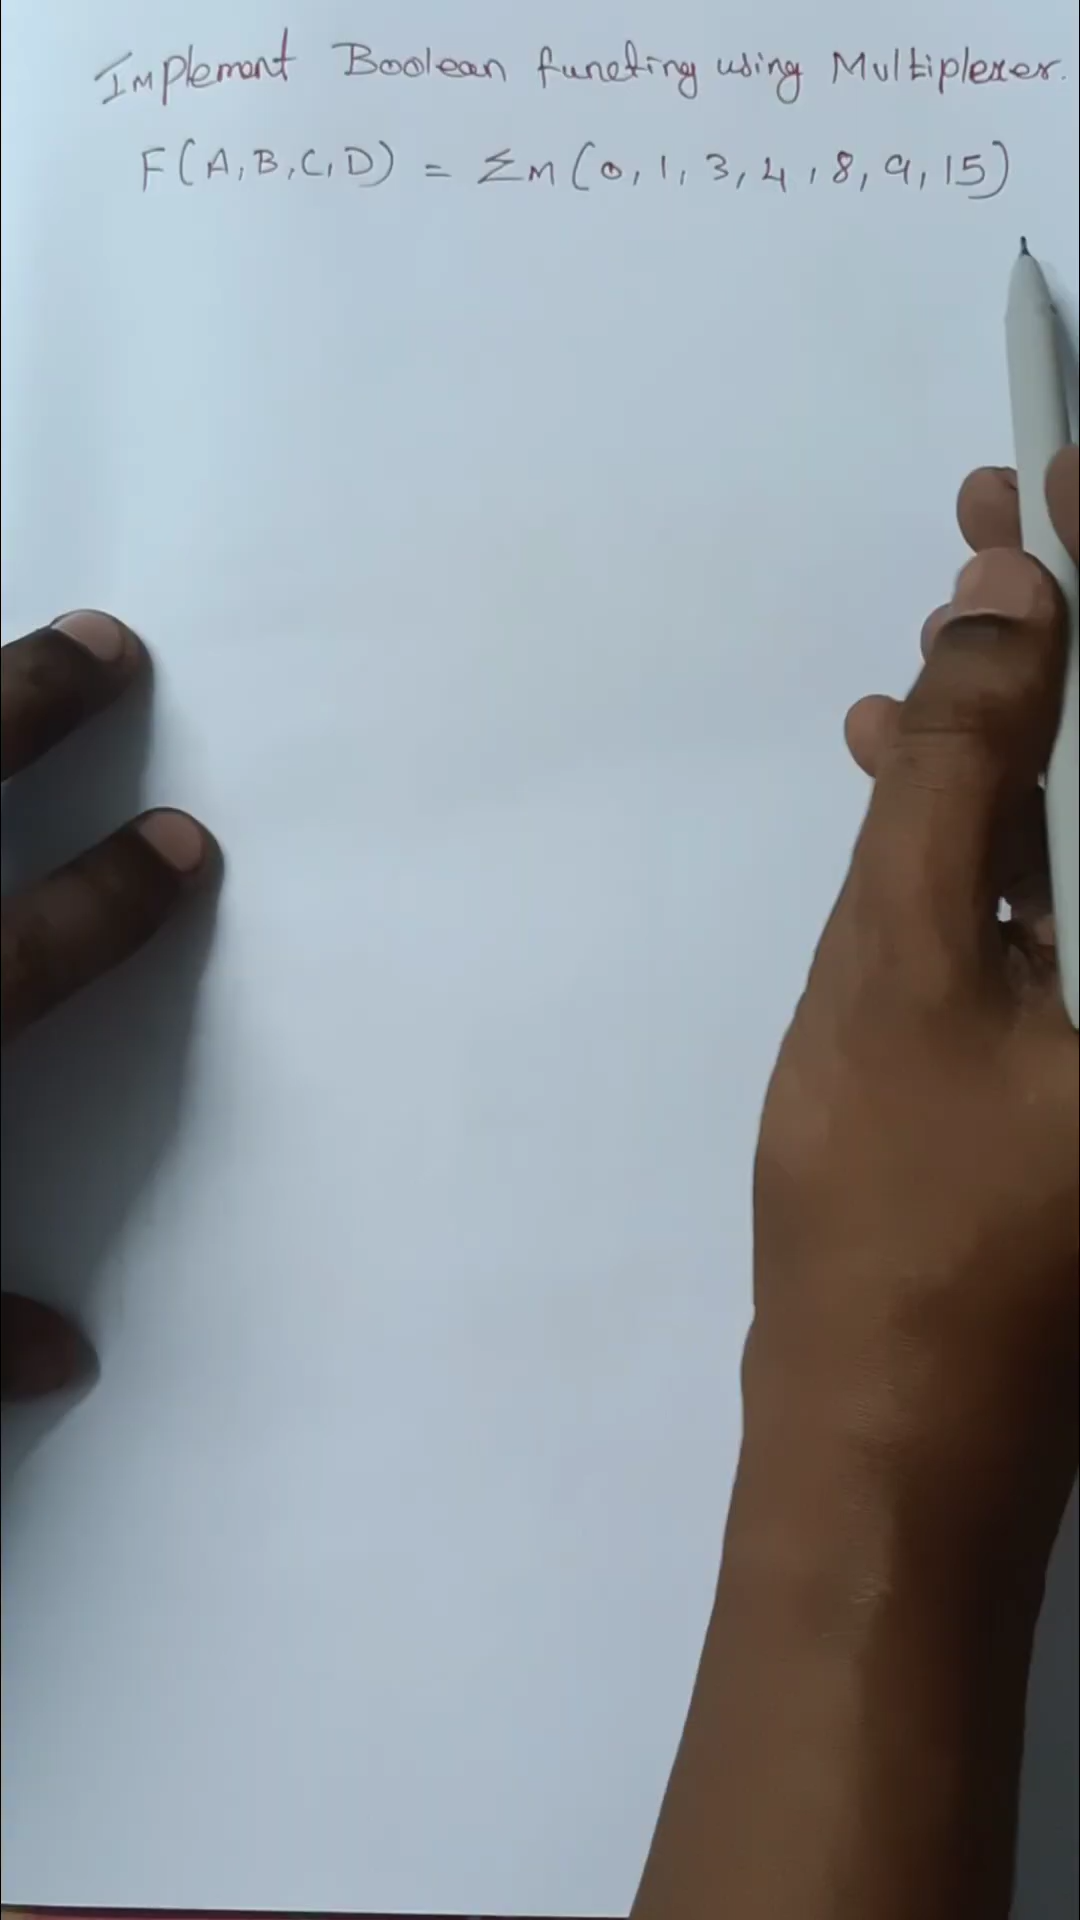 Implement Boolean functing using Multiplexer.
F(A,B,C,D) = Σm(0,1,3,4,8,9,15)